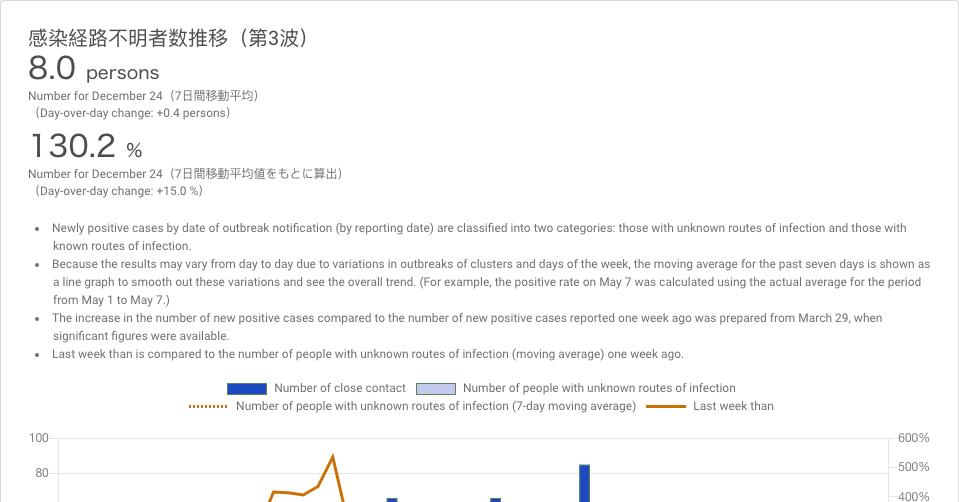 感染経路不明者数推移（第3波）
8.0 persons
Number for December 24（7日間移動平均）
（Day-over-day change: +0.4 persons）
130.2 %
Number for December 24（7日間移動平均値をもとに算出）
（Day-over-day change: +15.0 %）
• Newly positive cases by date of outbreak notification (by reporting date) are classified into two categories: those with unknown routes of infection and those with
known routes of infection.
• Because the results may vary from day to day due to variations in outbreaks of clusters and days of the week, the moving average for the past seven days is shown as
a line graph to smooth out these variations and see the overall trend. (For example, the positive rate on May 7 was calculated using the actual average for the period
from May 1 to May 7.)
• The increase in the number of new positive cases compared to the number of new positive cases reported one week ago was prepared from March 29, when
significant figures were available.
• Last week than is compared to the number of people with unknown routes of infection (moving average) one week ago.
Number of close contact Number of people with unknown routes of infection
Number of people with unknown routes of infection (7-day moving average) Last week than
100 600%
500%
80
400%